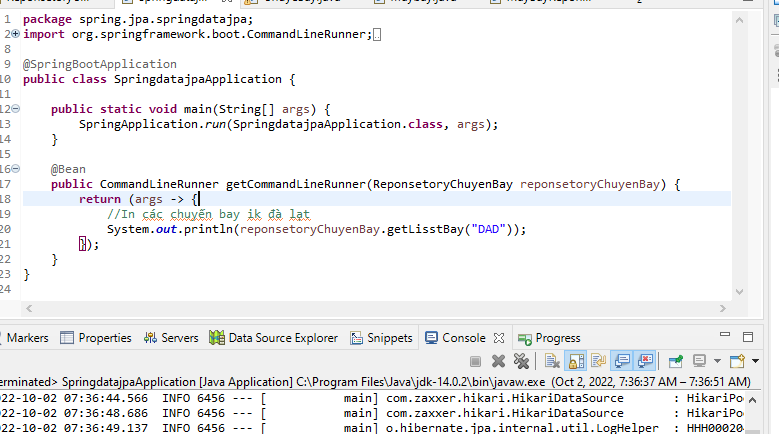 1 package spring.jpa.springdatajpa;
2 import org.springframework.boot.CommandLineRunner;
8
9 @SpringBootApplication
10 public class SpringdatajpaApplication {
11
12 public static void main(String[] args) {
13 SpringApplication.run(SpringdatajpaApplication.class, args);
14 }
15
16 @Bean
17 public CommandLineRunner getCommandLineRunner(ReponsetoryChuyenBay reponsetoryChuyenBay) {
18 return (args -> {
19 //In các chuyến bay ik đà lạt
20 System.out.println(reponsetoryChuyenBay.getLisstBay("DAD"));
21 });
22 }
23 }
24
Markers Properties Servers Data Source Explorer Snippets Console Progress
erminated> SpringdatajpaApplication [Java Application] C:\Program Files\Java\jdk-14.0.2\bin\javaw.exe (Oct 2, 2022, 7:36:37 AM – 7:36:51 AM)
022-10-02 07:36:44.566 INFO 6456 --- [ main] com.zaxxer.hikari.HikariDataSource : HikariPo
022-10-02 07:36:48.686 INFO 6456 --- [ main] com.zaxxer.hikari.HikariDataSource : HikariPo
022-10-02 07:36:49.137 INFO 6456 --- [ main] o.hibernate.jpa.internal.util.LogHelper : HHH00020